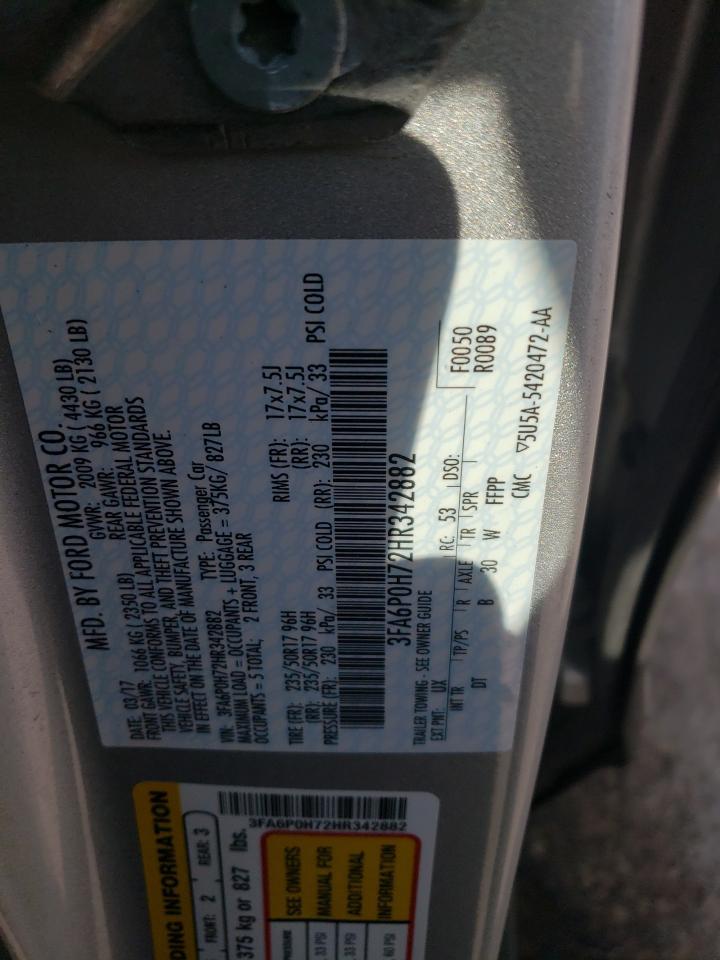 MFD. BY FORD MOTOR CO.
DATE: 03/17 GVWR: 2009 KG ( 4430 LB)
FRONT GAWR: 1066 KG ( 2350 LB) REAR GAWR: 966 KG ( 2130 LB)
THIS VEHICLE CONFORMS TO ALL APPLICABLE FEDERAL MOTOR
VEHICLE SAFETY, BUMPER, AND THEFT PREVENTION STANDARDS
IN EFFECT ON THE DATE OF MANUFACTURE SHOWN ABOVE.
VIN: 3FA6P0H72HR342882 TYPE: Passenger Car
MAXIMUM LOAD = OCCUPANTS + LUGGAGE = 375KG/ 827LB
OCCUPANTS = 5 TOTAL; 2 FRONT, 3 REAR
TIRE (FR): 235/50R17 96H RIMS (FR): 17x7.5J
(RR): 235/50R17 96H (RR): 17x7.5J
PRESSURE (FR): 230 kPa/ 33 PSI COLD (RR): 230 kPa/ 33 PSI COLD
3FA6P0H72HR342882
TRAILER TOWING - SEE OWNER GUIDE
EXT PNT: UX RC: 53 DSO: F0050
R0089
INT TR TP/PS R AXLE TR SPR
DT B 30 W FFPP
CMC ▽5U5A-5420472-AA
DING INFORMATION
FRONT: 2 REAR: 3
375 kg or 827 lbs.
3FA6P0H72HR342882
PRESSURE SEE OWNERS
33 PSI MANUAL FOR
33 PSI ADDITIONAL
60 PSI INFORMATION